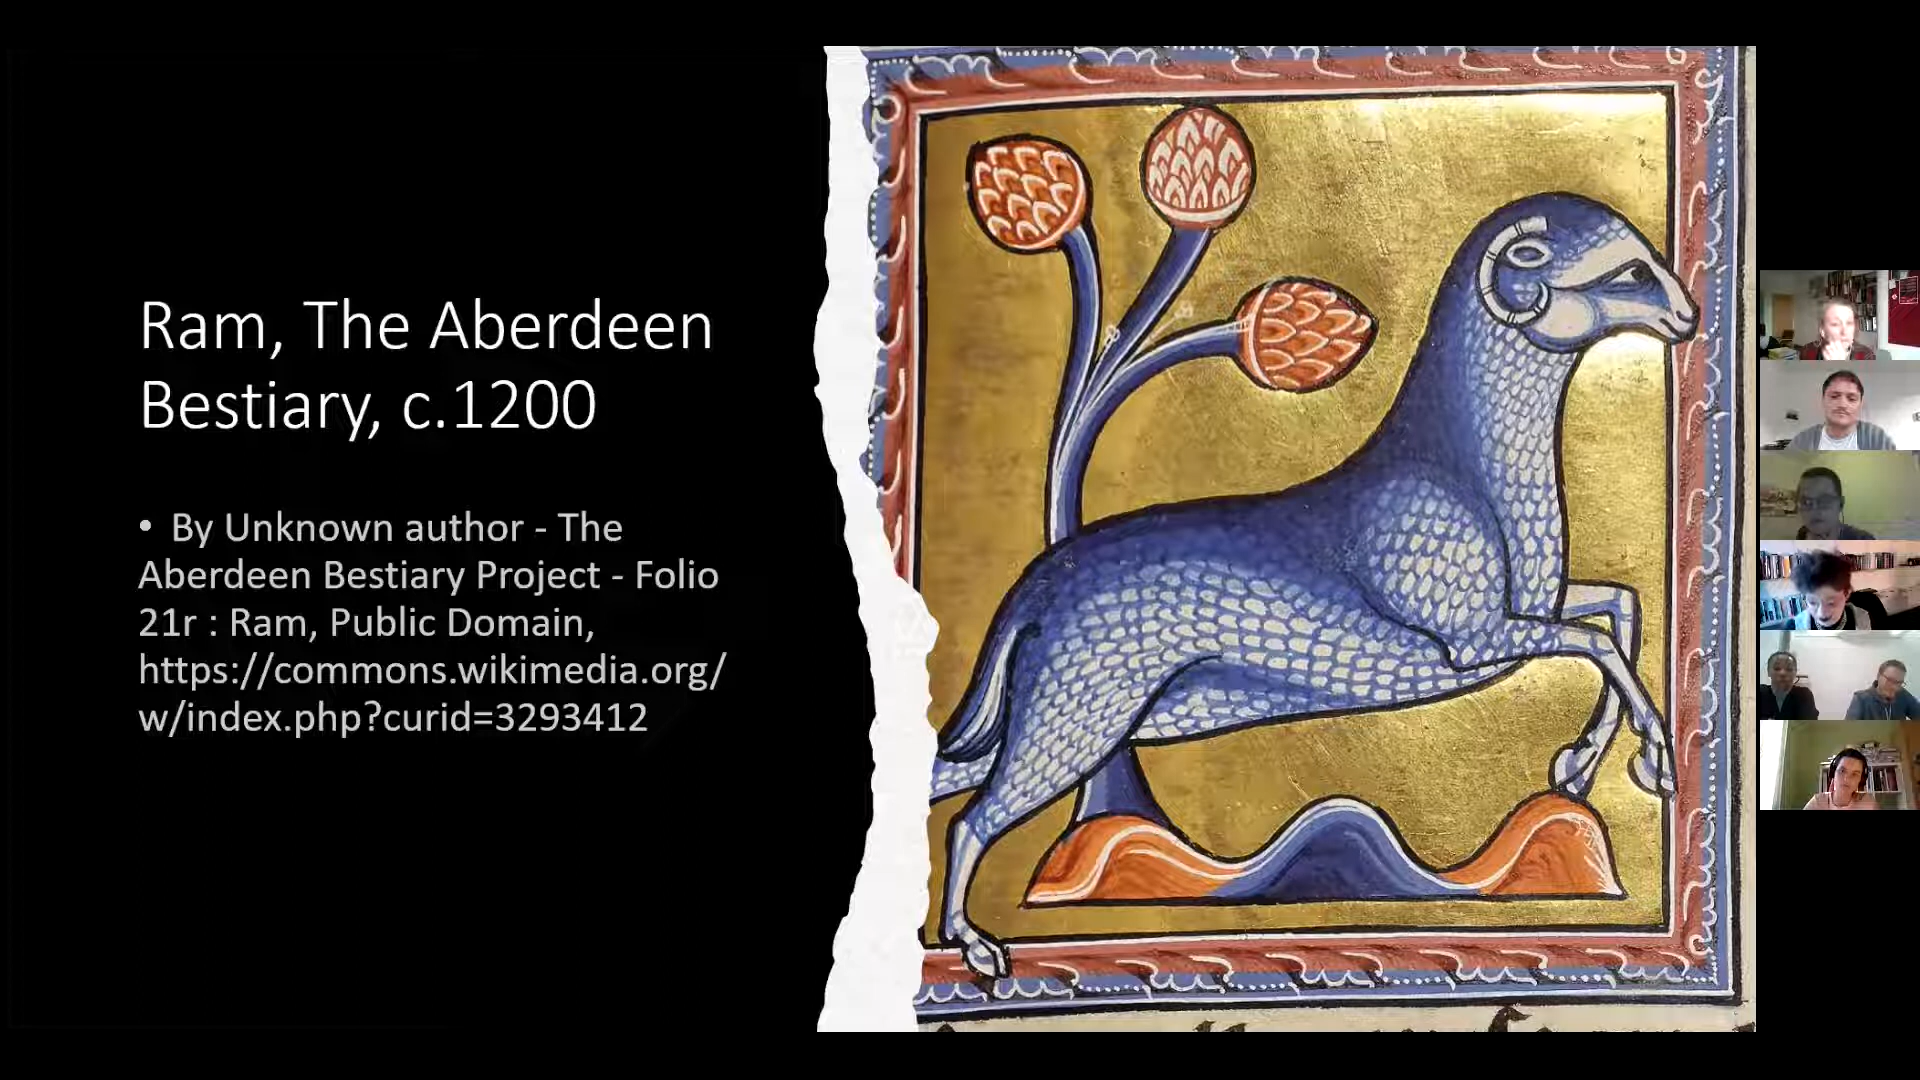 Ram, The Aberdeen
Bestiary, c.1200
• By Unknown author - The
Aberdeen Bestiary Project - Folio
21r : Ram, Public Domain,
https://commons.wikimedia.org/
w/index.php?curid=3293412